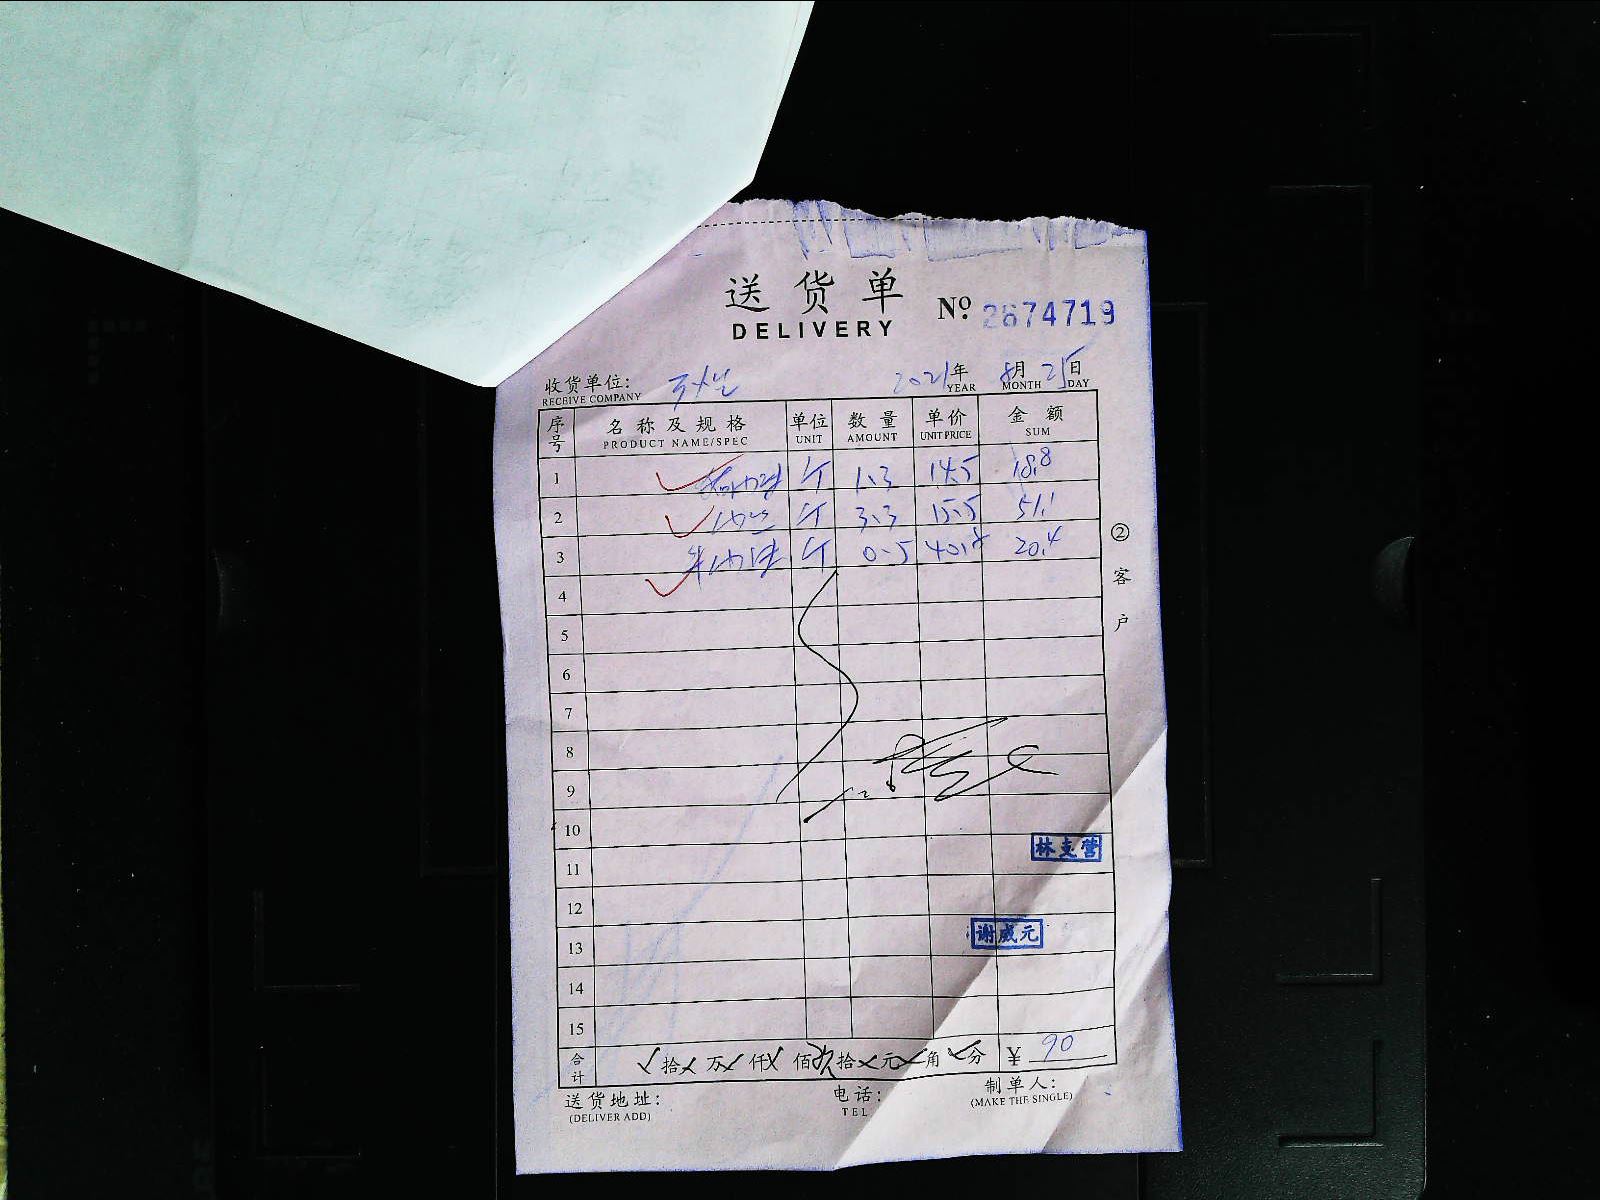 送货单
DELIVERY
No. 2674719
收货单位:
RECEIVE COMPANY
2021年 8月 25日
YEAR MONTH DAY
序号 名称及规格 单位 数量 单价 金额
PRODUCT NAME/SPEC UNIT AMOUNT UNIT PRICE SUM
1 斤 1.3 14.5 18.8
2 斤 3.3 15.5 51.1
3 斤 0.5 40.8 20.4
4
5
6
7
8
9
10
11
林支营
12
13 谢威元
14
15
合计 拾 万 仟 佰 玖拾 元 角 分 ¥ 90
送货地址:
(DELIVER ADD)
电话:
TEL
制单人:
(MAKE THE SINGLE)
②客户